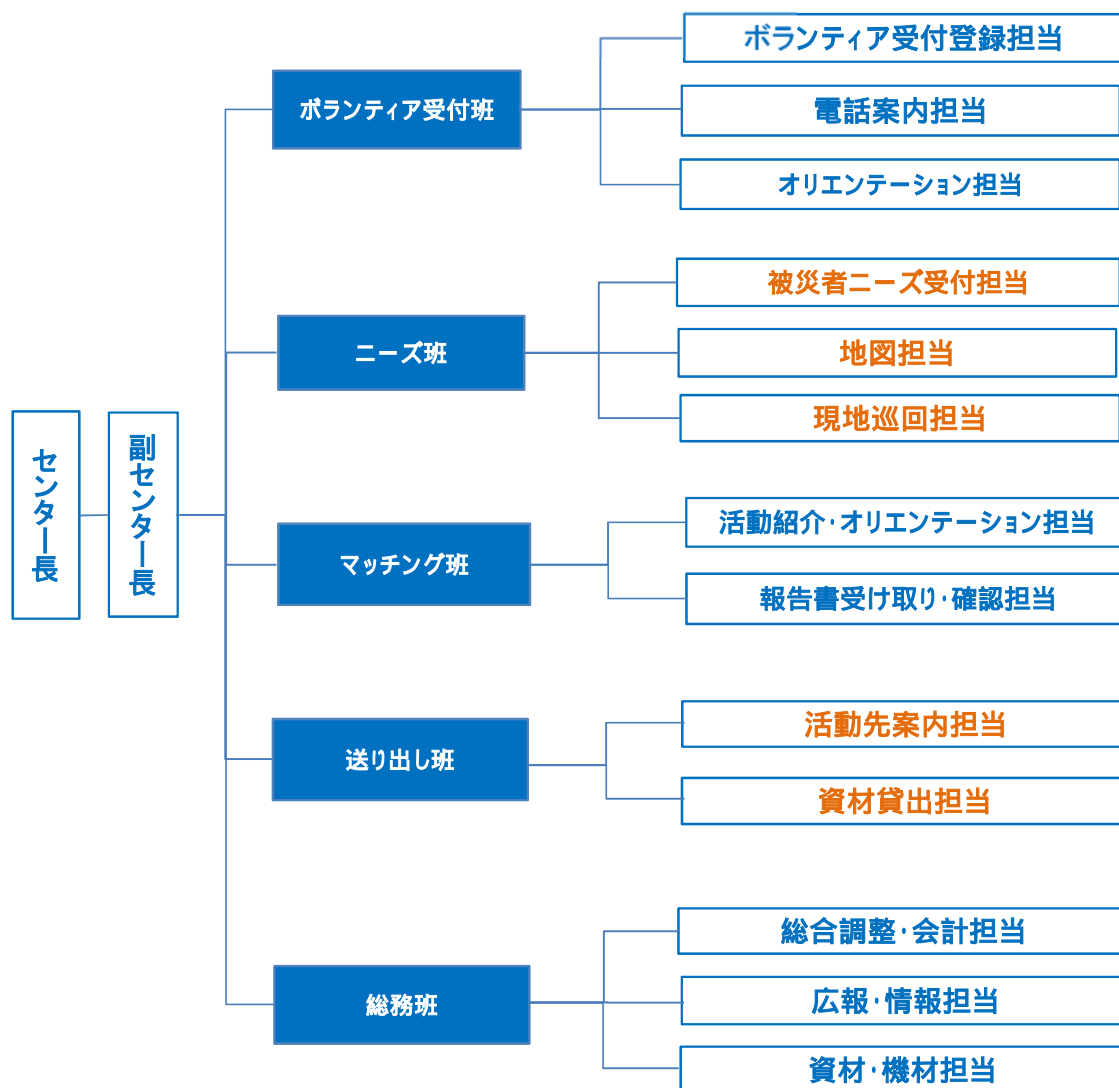 センター長
副センター長
ボランティア受付班
ボランティア受付登録担当
電話案内担当
オリエンテーション担当
ニーズ班
被災者ニーズ受付担当
地図担当
現地巡回担当
マッチング班
活動紹介・オリエンテーション担当
報告書受け取り・確認担当
送り出し班
活動先案内担当
資材貸出担当
総務班
総合調整・会計担当
広報・情報担当
資材・機材担当